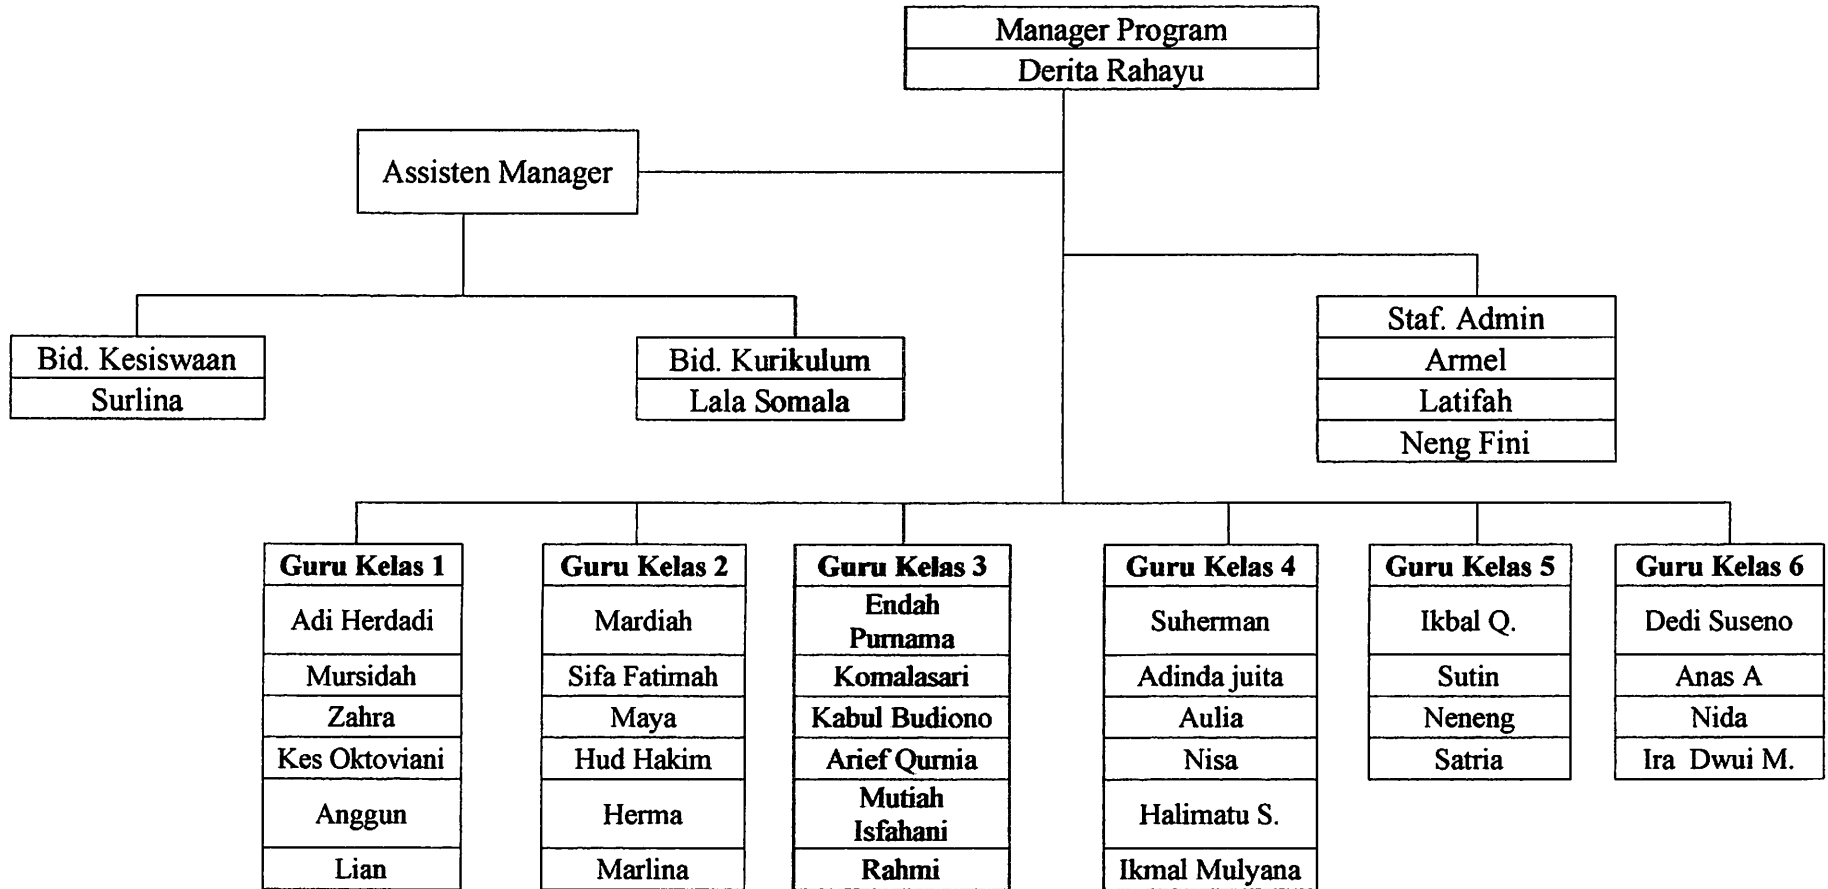 Manager Program
Derita Rahayu
Assisten Manager
Bid. Kesiswaan
Surlina
Bid. Kurikulum
Lala Somala
Staf. Admin
Armel
Latifah
Neng Fini
Guru Kelas 1
Adi Herdadi
Mursidah
Zahra
Kes Oktoviani
Anggun
Lian
Guru Kelas 2
Mardiah
Sifa Fatimah
Maya
Hud Hakim
Herma
Marlina
Guru Kelas 3
Endah
Purnama
Komalasari
Kabul Budiono
Arief Qurnia
Mutiah
Isfahani
Rahmi
Guru Kelas 4
Suherman
Adinda juita
Aulia
Nisa
Halimatu S.
Ikmal Mulyana
Guru Kelas 5
Ikbal Q.
Sutin
Neneng
Satria
Guru Kelas 6
Dedi Suseno
Anas A
Nida
Ira Dwui M.